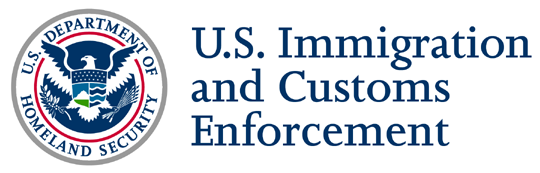 U.S. DEPARTMENT OF
HOMELAND SECURITY
U.S. Immigration
and Customs
Enforcement